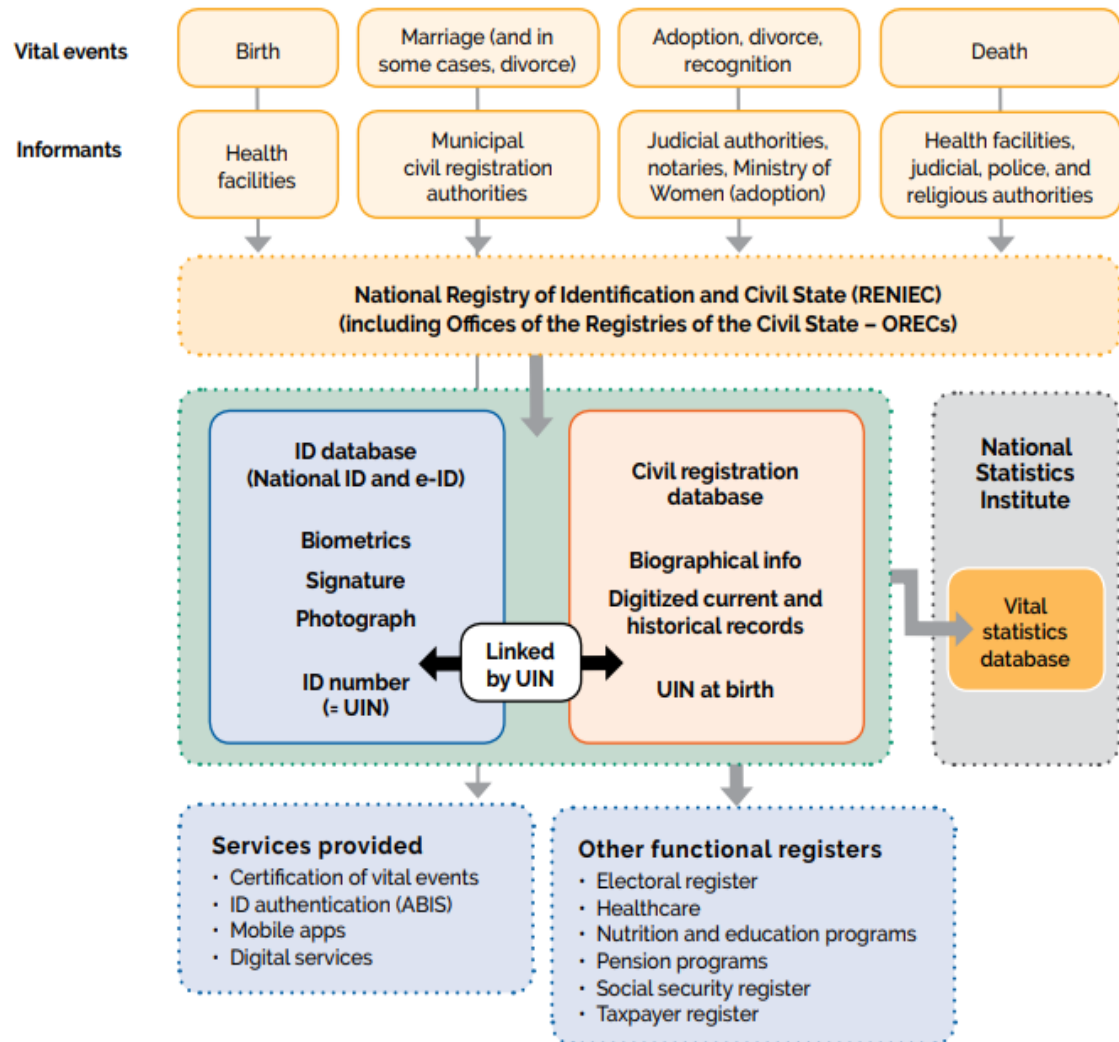 Vital events
Birth
Marriage (and in
some cases, divorce)
Adoption, divorce,
recognition
Death
Informants
Health
facilities
Municipal
civil registration
authorities
Judicial authorities,
notaries, Ministry of
Women (adoption)
Health facilities,
judicial, police, and
religious authorities
National Registry of Identification and Civil State (RENIEC)
(including Offices of the Registries of the Civil State – ORECs)
ID database
(National ID and e-ID)
Biometrics
Signature
Photograph
ID number
(= UIN)
Linked
by UIN
Civil registration
database
Biographical info
Digitized current and
historical records
UIN at birth
National
Statistics
Institute
Vital
statistics
database
Services provided
· Certification of vital events
· ID authentication (ABIS)
· Mobile apps
· Digital services
Other functional registers
· Electoral register
· Healthcare
· Nutrition and education programs
· Pension programs
· Social security register
· Taxpayer register